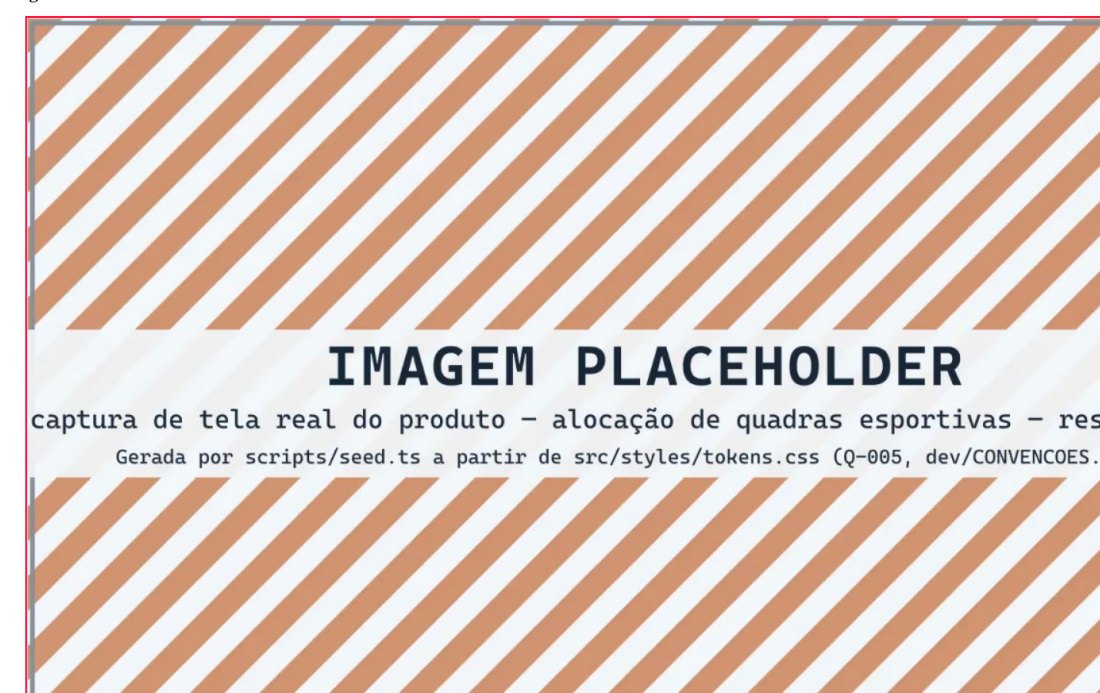 IMAGEM PLACEHOLDER
captura de tela real do produto — alocação de quadras esportivas — res
Gerada por scripts/seed.ts a partir de src/styles/tokens.css (Q-005, dev/CONVENCOES.